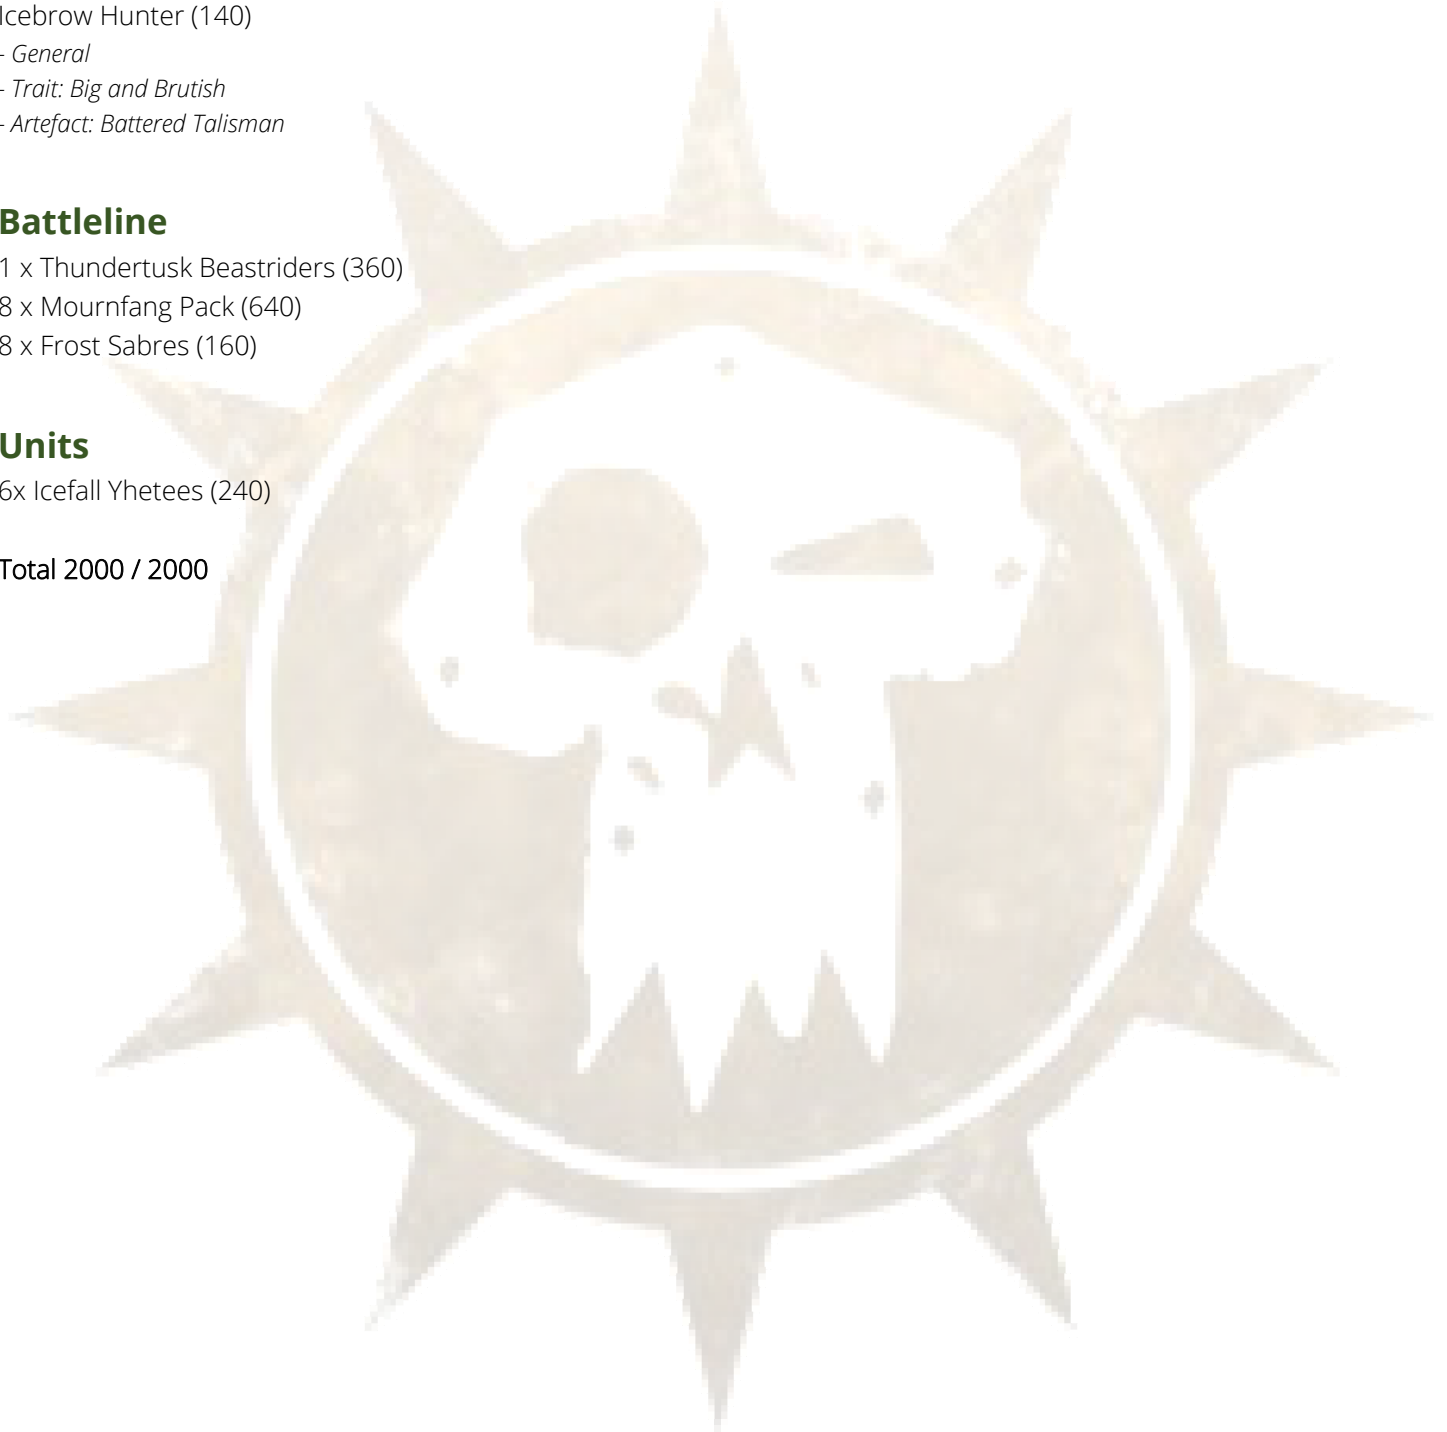 Icebrow Hunter (140)
- General
- Trait: Big and Brutish
- Artefact: Battered Talisman
Battleline
1 x Thundertusk Beastriders (360)
8 x Mournfang Pack (640)
8 x Frost Sabres (160)
Units
6x Icefall Yhetees (240)
Total 2000 / 2000